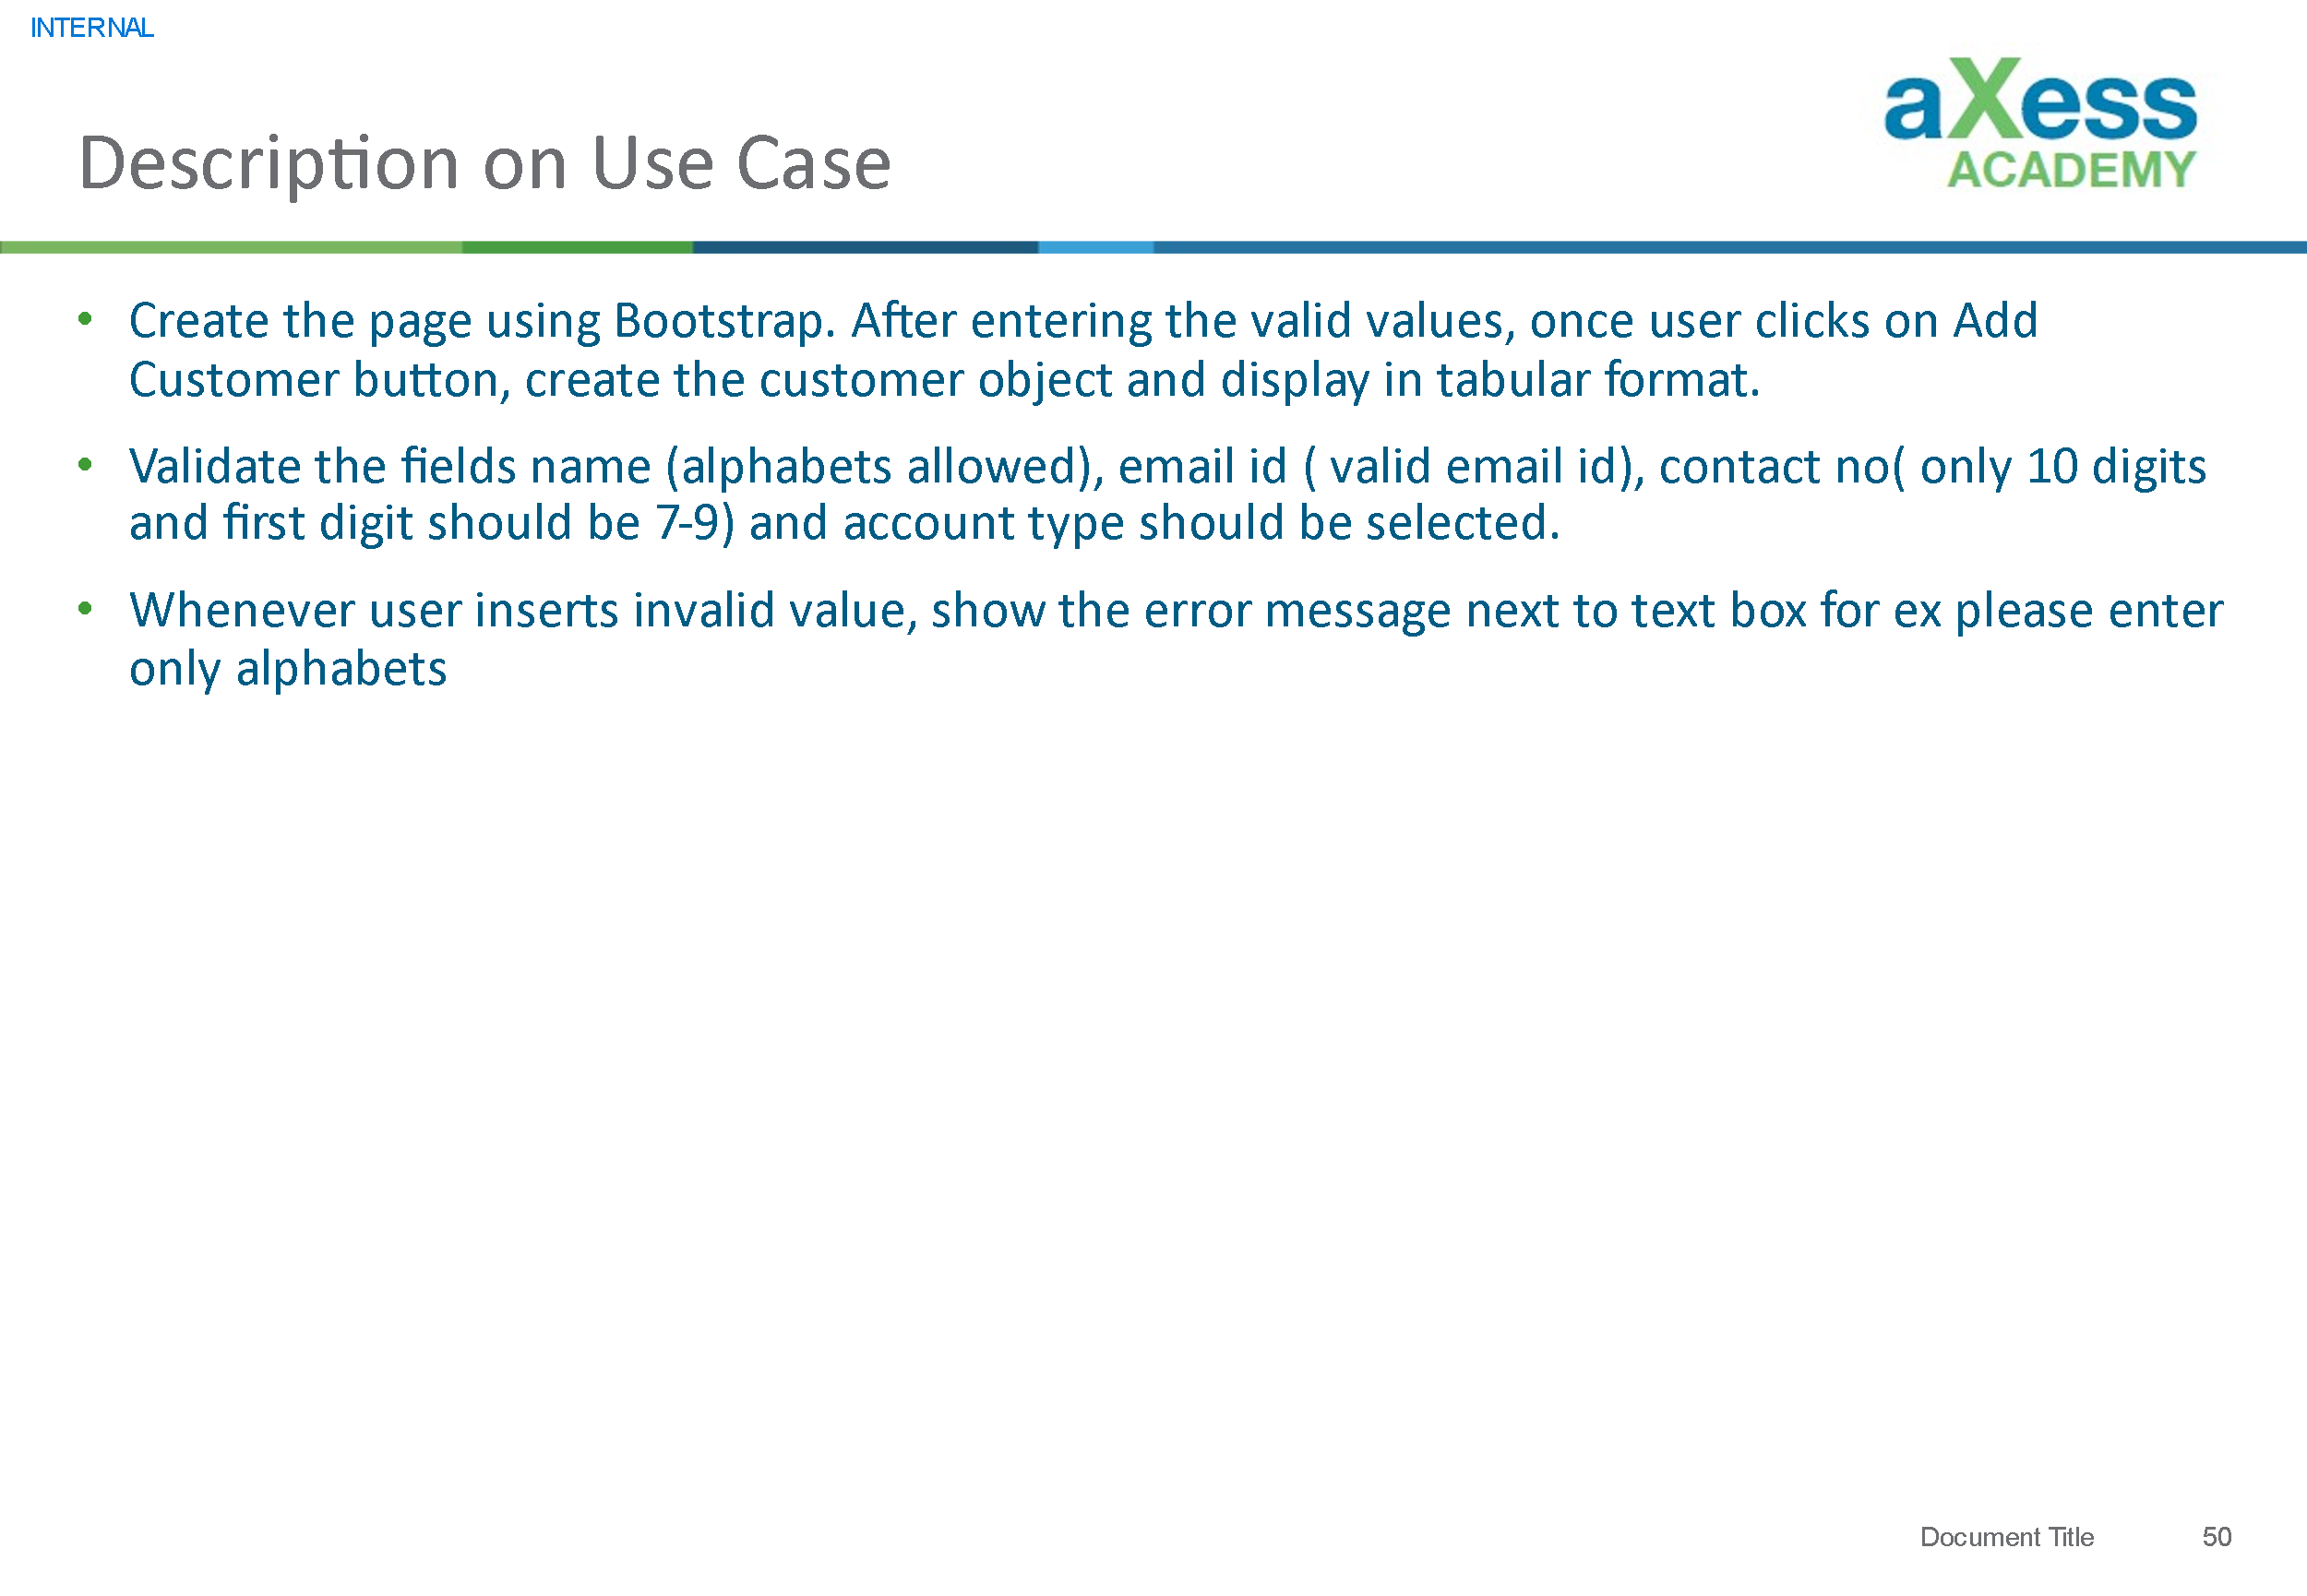 INTERNAL
aXess
ACADEMY
Description on Use Case
• Create the page using Bootstrap. After entering the valid values, once user clicks on Add
Customer button, create the customer object and display in tabular format.
• Validate the fields name (alphabets allowed), email id ( valid email id), contact no( only 10 digits
and first digit should be 7-9) and account type should be selected.
• Whenever user inserts invalid value, show the error message next to text box for ex please enter
only alphabets
Document Title 50